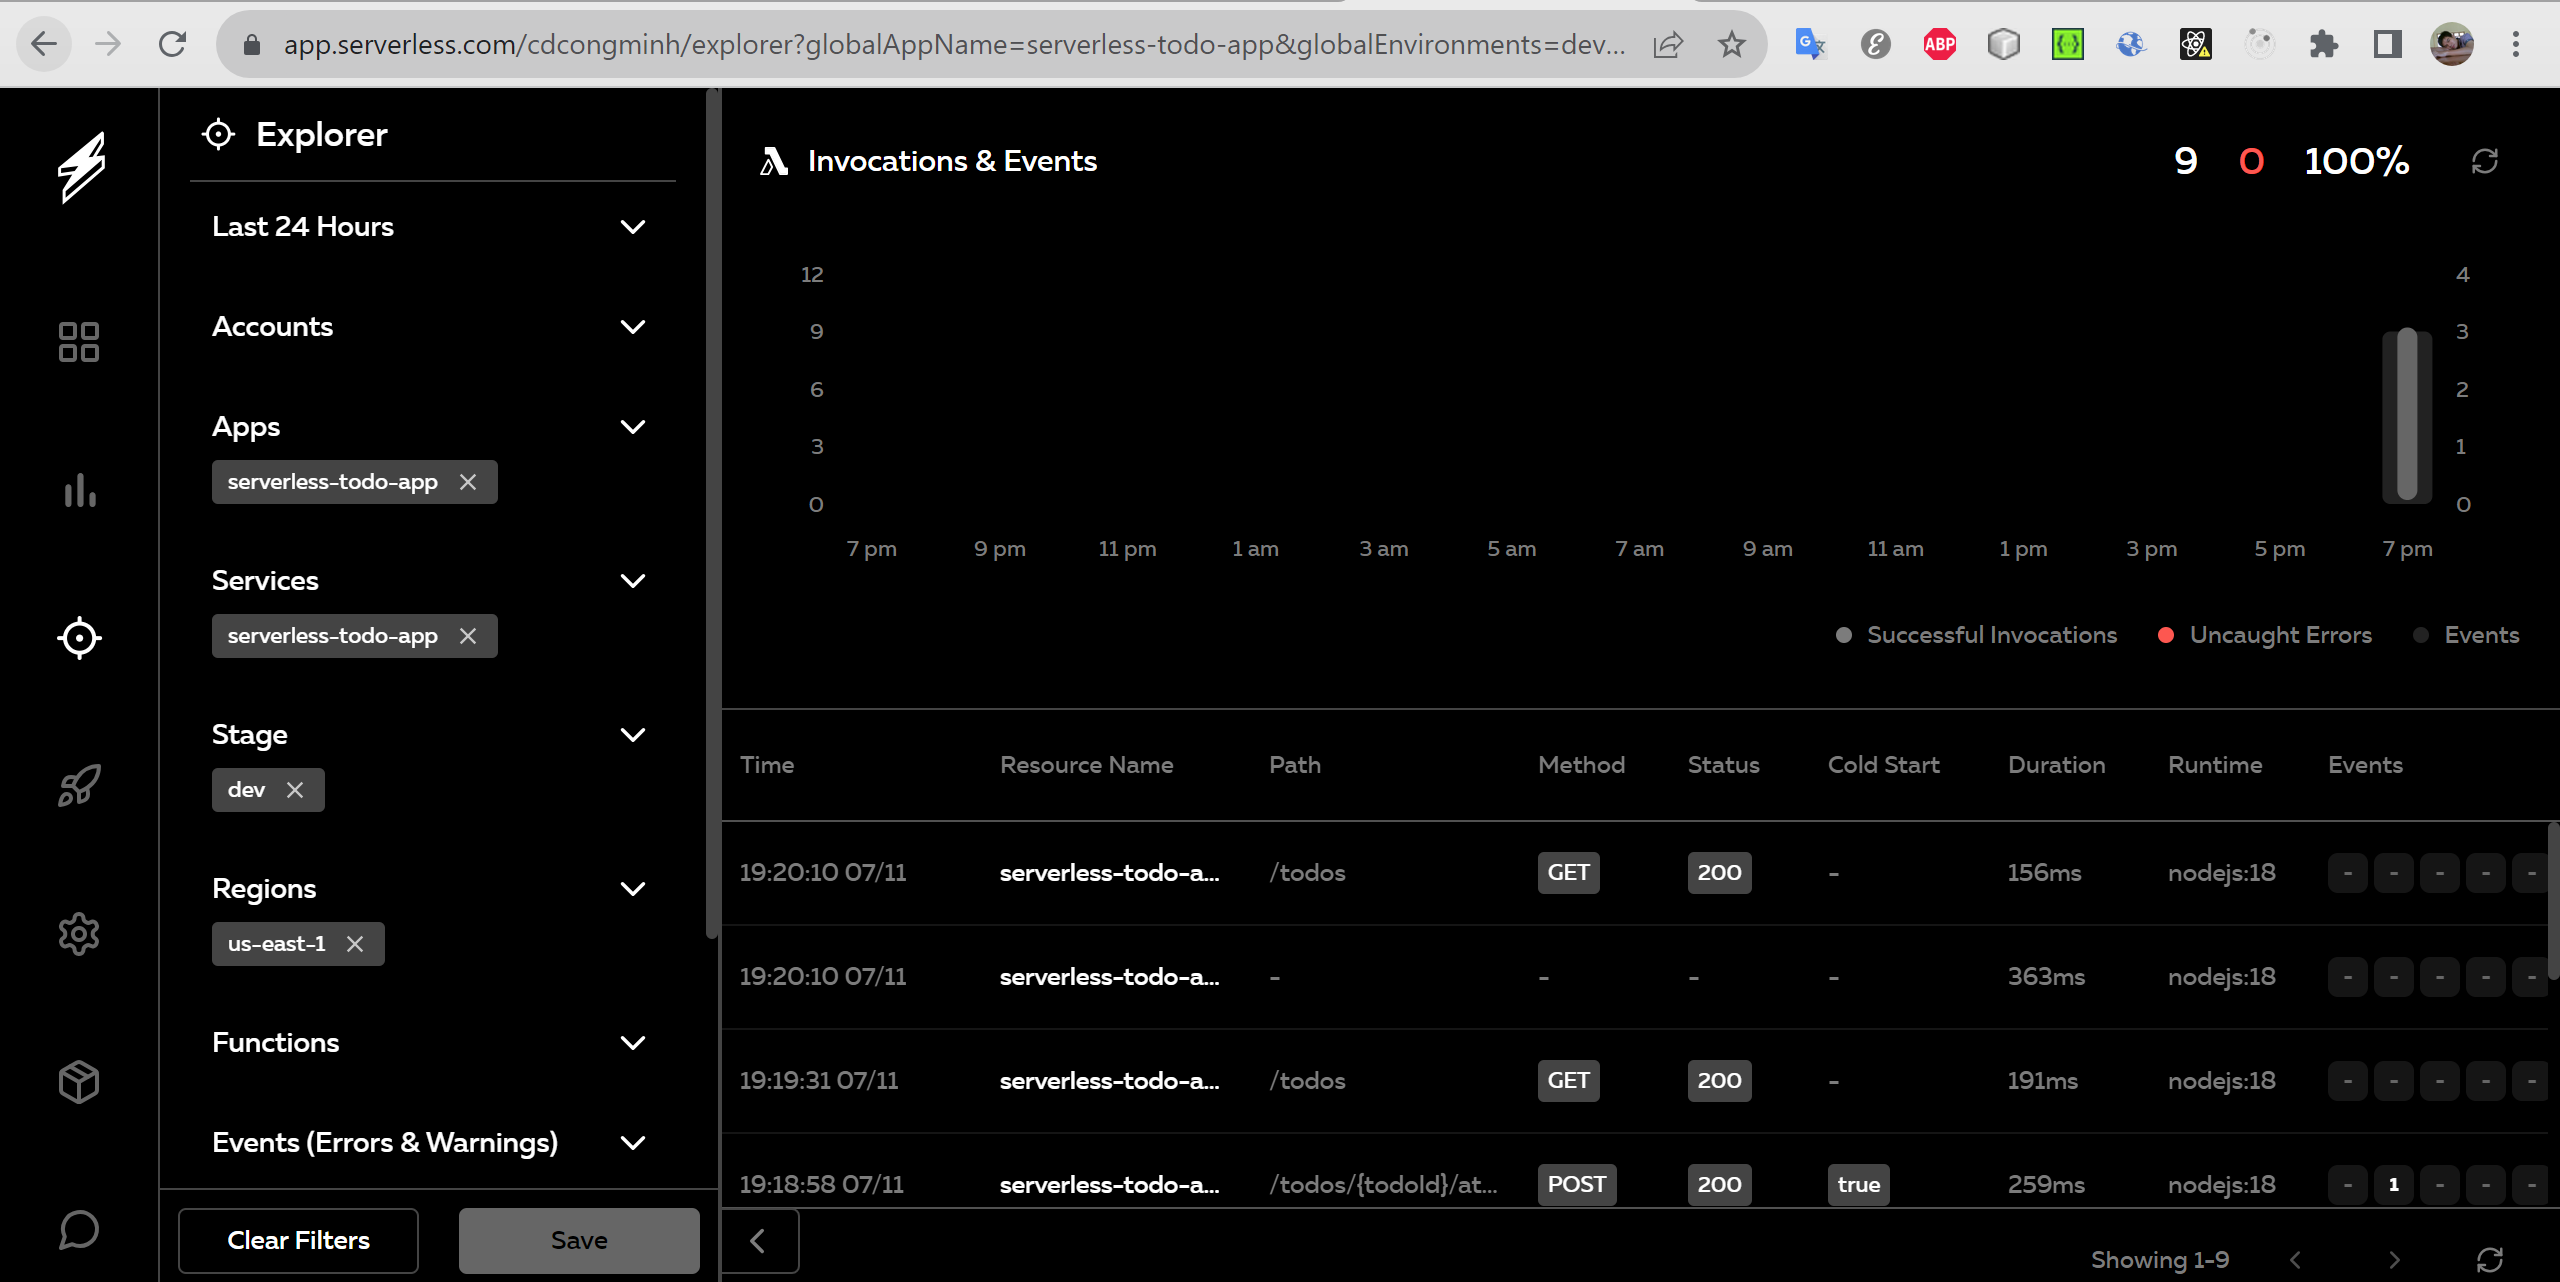 app.serverless.com/cdcongminh/explorer?globalAppName=serverless-todo-app&globalEnvironments=dev...
ABP
Explorer
Last 24 Hours
Accounts
Apps
serverless-todo-app
Services
serverless-todo-app
Stage
dev
Regions
us-east-1
Functions
Events (Errors & Warnings)
Clear Filters
Save
Invocations & Events
9 0 100%
12
9
6
3
0
4
3
2
1
0
7 pm 9 pm 11 pm 1 am 3 am 5 am 7 am 9 am 11 am 1 pm 3 pm 5 pm 7 pm
Successful Invocations Uncaught Errors Events
Time Resource Name Path Method Status Cold Start Duration Runtime Events
19:20:10 07/11 serverless-todo-a... /todos GET 200 - 156ms nodejs:18 - - - - -
19:20:10 07/11 serverless-todo-a... - - - - 363ms nodejs:18 - - - - -
19:19:31 07/11 serverless-todo-a... /todos GET 200 - 191ms nodejs:18 - - - - -
19:18:58 07/11 serverless-todo-a... /todos/{todoId}/at... POST 200 true 259ms nodejs:18 - 1 - - -
Showing 1-9